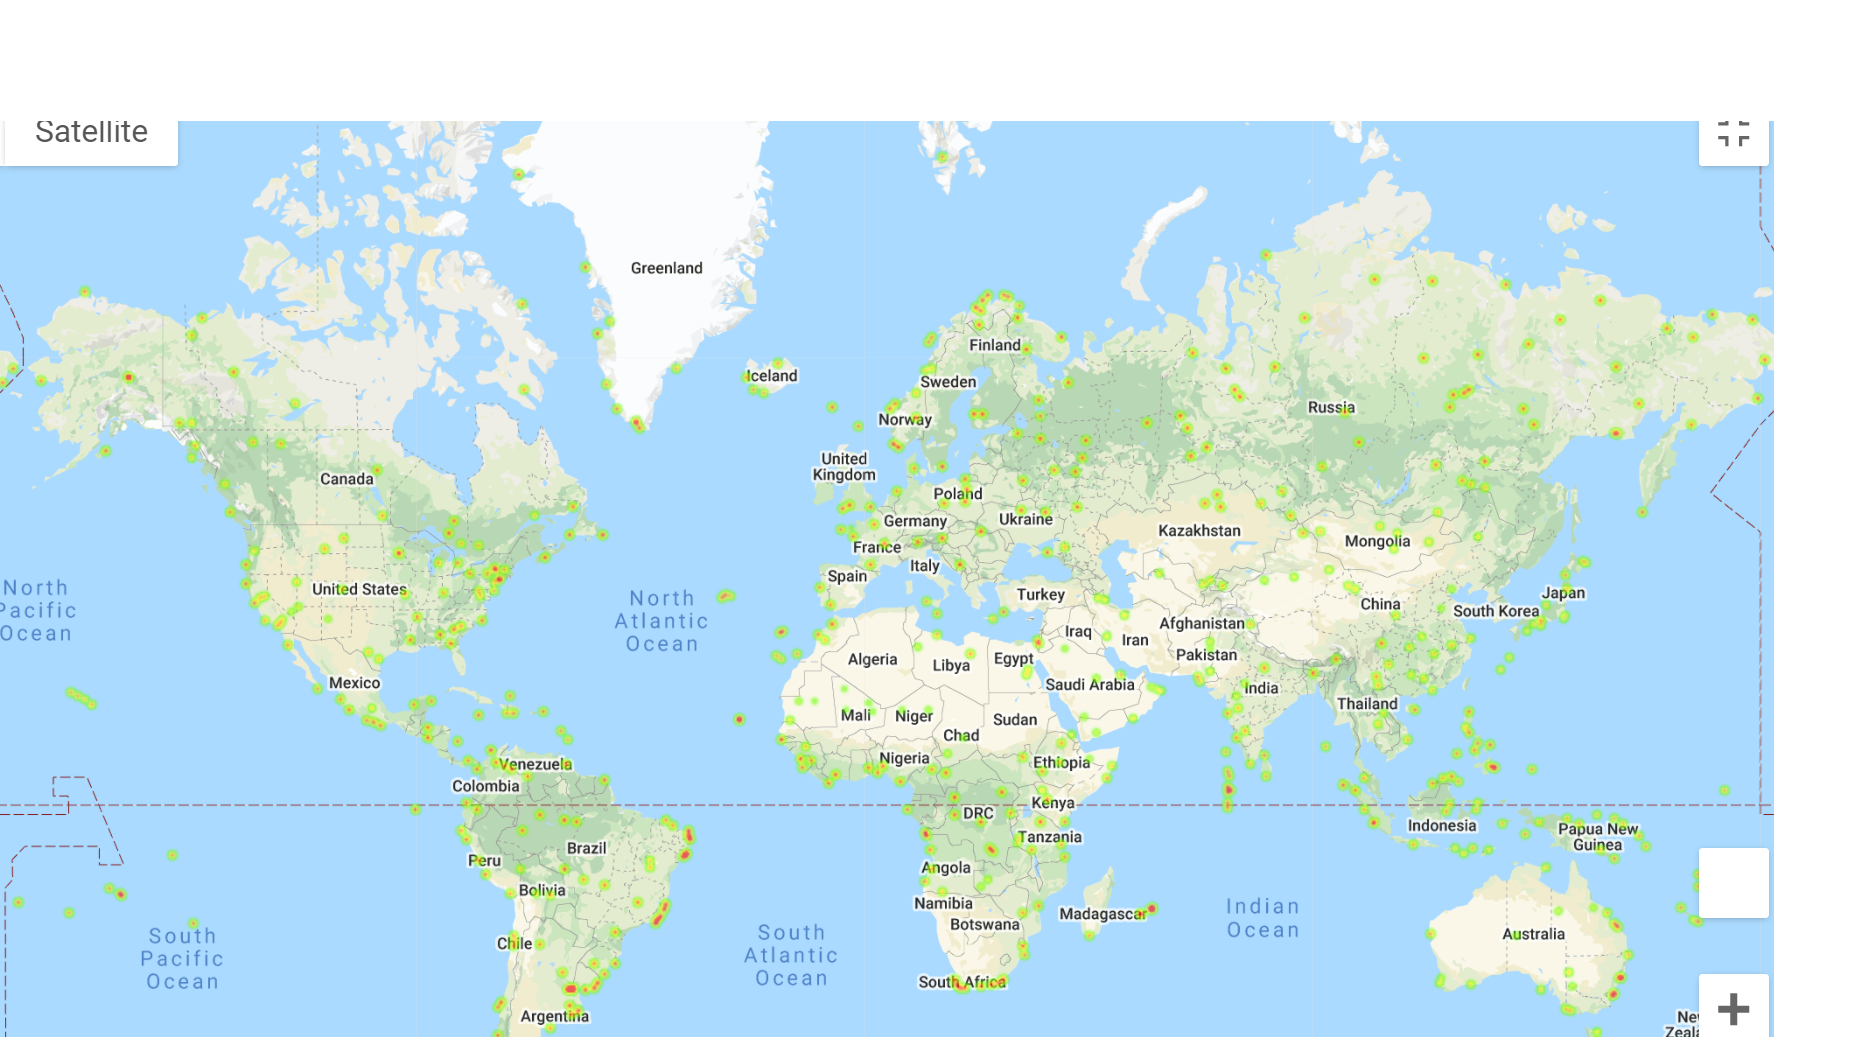 Satellite
Greenland
Iceland
Finland
Sweden
Norway
Russia
United
Kingdom
Canada
Poland
Germany
Ukraine
Kazakhstan
Mongolia
France
Italy
Spain
United States
North
Pacific
Ocean
North
Atlantic
Ocean
Turkey
China
South Korea
Japan
Afghanistan
Iraq
Iran
Pakistan
Algeria
Libya
Egypt
Saudi Arabia
India
Mexico
Thailand
Mali
Niger
Sudan
Chad
Nigeria
Ethiopia
Venezuela
Colombia
Kenya
DRC
Indonesia
Papua New
Guinea
Tanzania
Brazil
Peru
Angola
Bolivia
Namibia
Botswana
Madagascar
Indian
Ocean
Australia
Chile
South
Pacific
Ocean
South
Atlantic
Ocean
South Africa
Argentina
Ne
Zeal